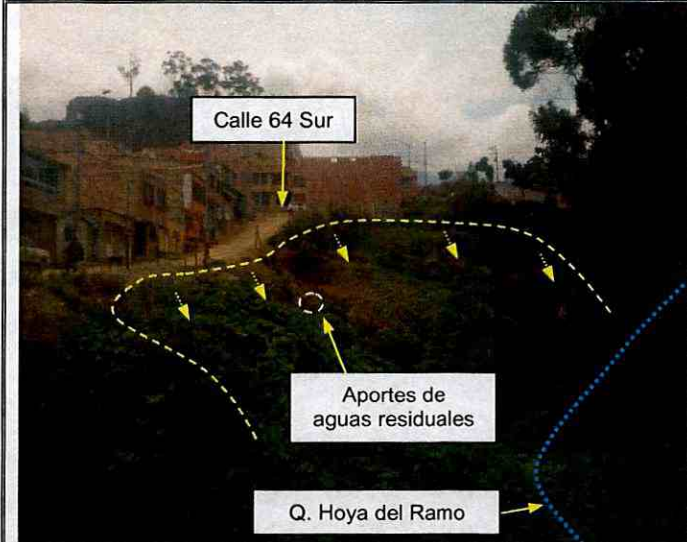 Calle 64 Sur
Aportes de
aguas residuales
Q. Hoya del Ramo